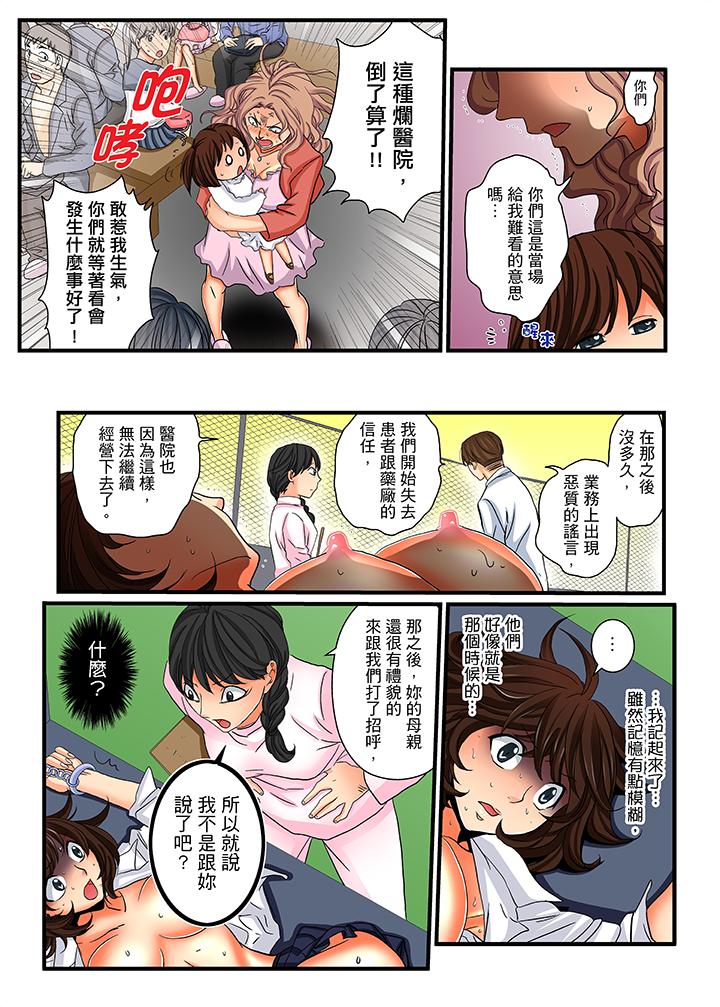 你們
你們這是當場
給我難看的意思
嗎…
醒來
這種爛醫院，
倒了算了!!
咆哮
敢惹我生氣，
你們就等著看會
發生什麼事好了！
在那之後
沒多久，
業務上出現
惡質的謠言，
我們開始失去
患者跟藥廠的
信任，
醫院也
因為這樣，
無法繼續
經營下去了。
…
…我記起來了…
雖然記憶有點模糊。
他們
好像就是
那個時候的…
那之後，妳的母親
還很有禮貌的
來跟我們打了招呼，
什麼？
所以就說
我不是跟妳
說了吧？